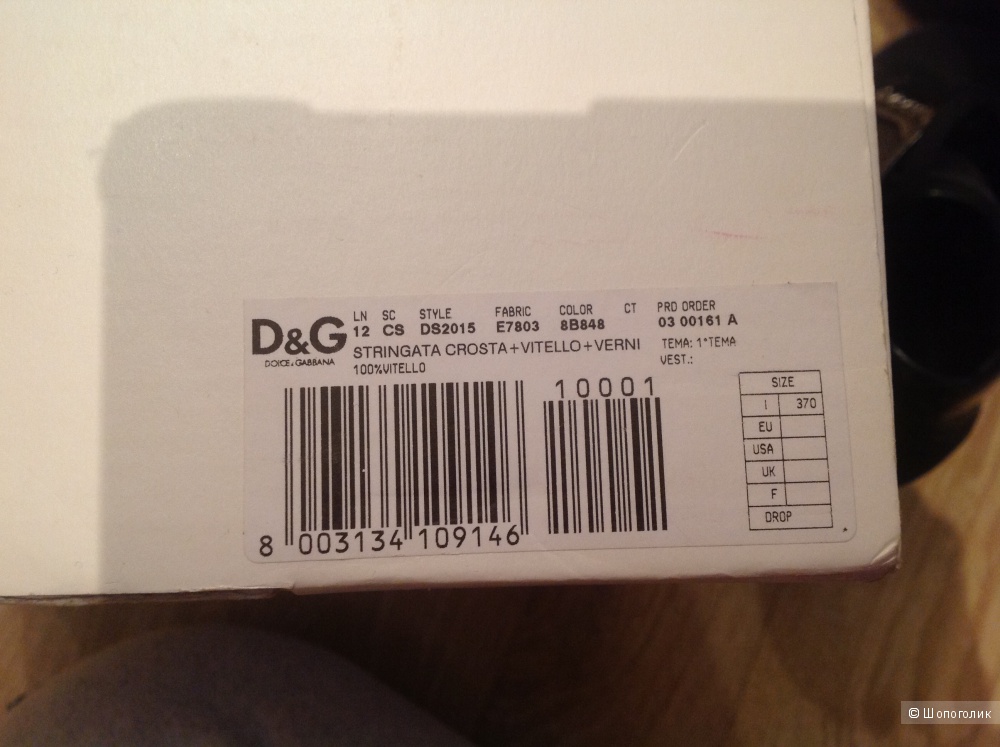 D&G
DOLCE & GABBANA
LN SC STYLE FABRIC COLOR CT PRD ORDER
12 CS DS2015 E7803 8B848 03 00161 A
STRINGATA CROSTA+VITELLO+VERNI
100%VITELLO
TEMA: 1°TEMA
VEST.:
10001
8 003134 109146
SIZE
I 370
EU
USA
UK
F
DROP
© Шопоголик